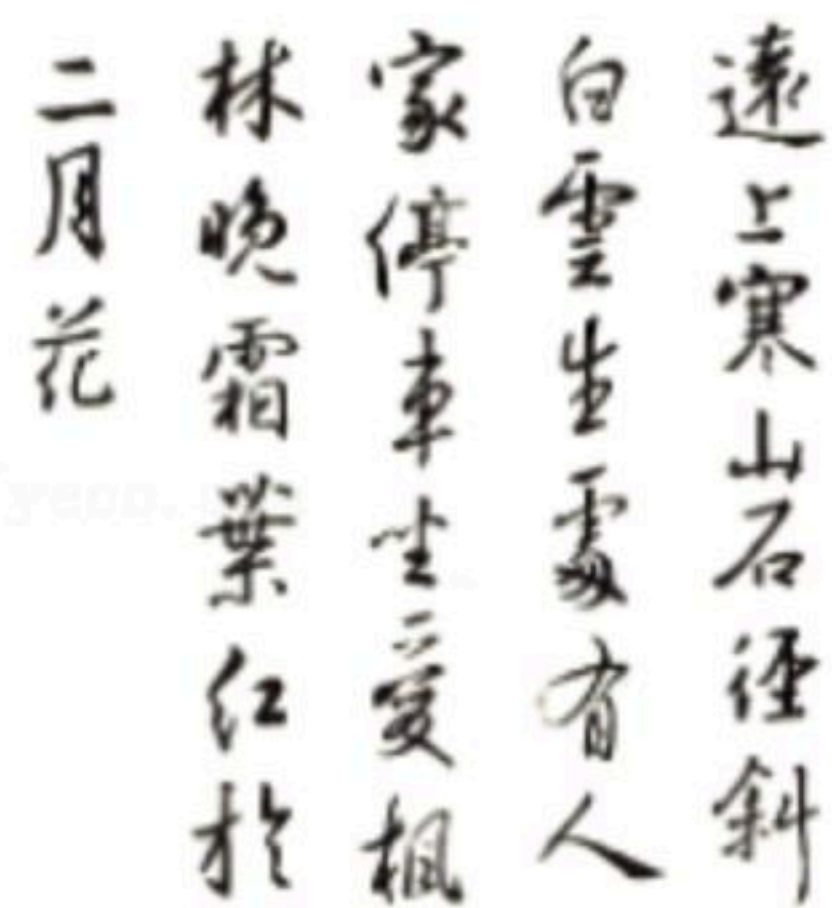 遠上寒山石徑斜
白雲生處有人
家停車坐愛楓
林晚霜葉紅於
二月花